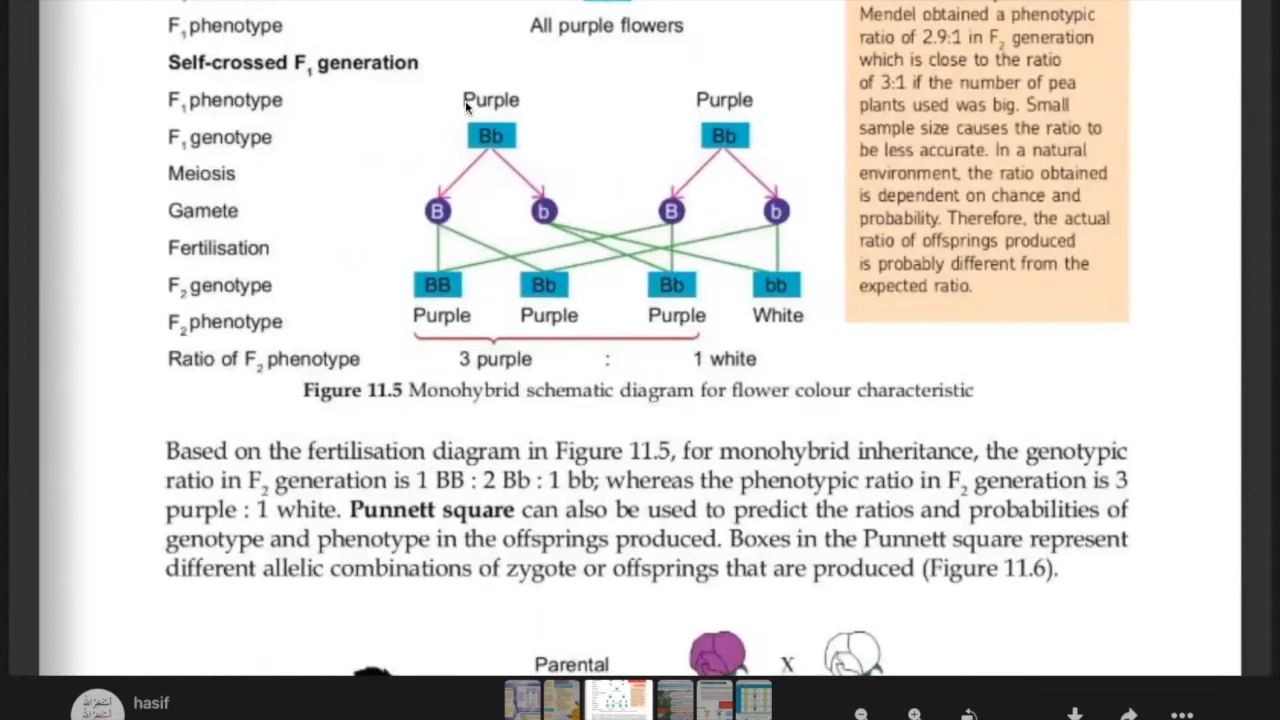 F1 phenotype All purple flowers
Self-crossed F1 generation
F1 phenotype Purple Purple
F1 genotype Bb Bb
Meiosis
Gamete B b B b
Fertilisation
F2 genotype BB Bb Bb bb
F2 phenotype Purple Purple Purple White
Ratio of F2 phenotype 3 purple : 1 white
Figure 11.5 Monohybrid schematic diagram for flower colour characteristic
Mendel obtained a phenotypic
ratio of 2.9:1 in F2 generation
which is close to the ratio
of 3:1 if the number of pea
plants used was big. Small
sample size causes the ratio to
be less accurate. In a natural
environment, the ratio obtained
is dependent on chance and
probability. Therefore, the actual
ratio of offsprings produced
is probably different from the
expected ratio.
Based on the fertilisation diagram in Figure 11.5, for monohybrid inheritance, the genotypic
ratio in F2 generation is 1 BB : 2 Bb : 1 bb; whereas the phenotypic ratio in F2 generation is 3
purple : 1 white. Punnett square can also be used to predict the ratios and probabilities of
genotype and phenotype in the offsprings produced. Boxes in the Punnett square represent
different allelic combinations of zygote or offsprings that are produced (Figure 11.6).
Parental X
hasif
أستغفر الله
أستغفر الله